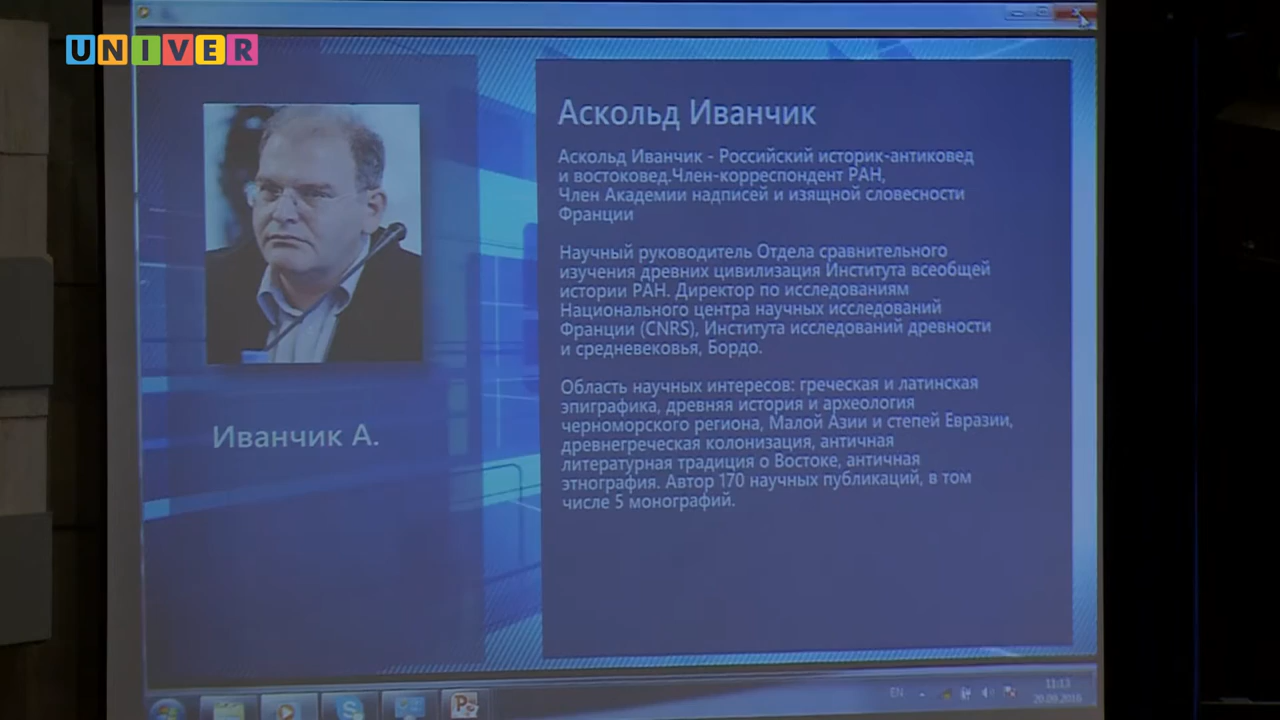 UNIVER
Аскольд Иванчик
Аскольд Иванчик - Российский историк-антиковед
и востоковед.Член-корреспондент РАН,
Член Академии надписей и изящной словесности
Франции
Научный руководитель Отдела сравнительного
изучения древних цивилизация Института всеобщей
истории РАН. Директор по исследованиям
Национального центра научных исследований
Франции (CNRS), Института исследований древности
и средневековья, Бордо.
Область научных интересов: греческая и латинская
эпиграфика, древняя история и археология
черноморского региона, Малой Азии и степей Евразии,
древнегреческая колонизация, античная
литературная традиция о Востоке, античная
этнография. Автор 170 научных публикаций, в том
числе 5 монографий.
Иванчик А.
EN
11:13
20.09.2016